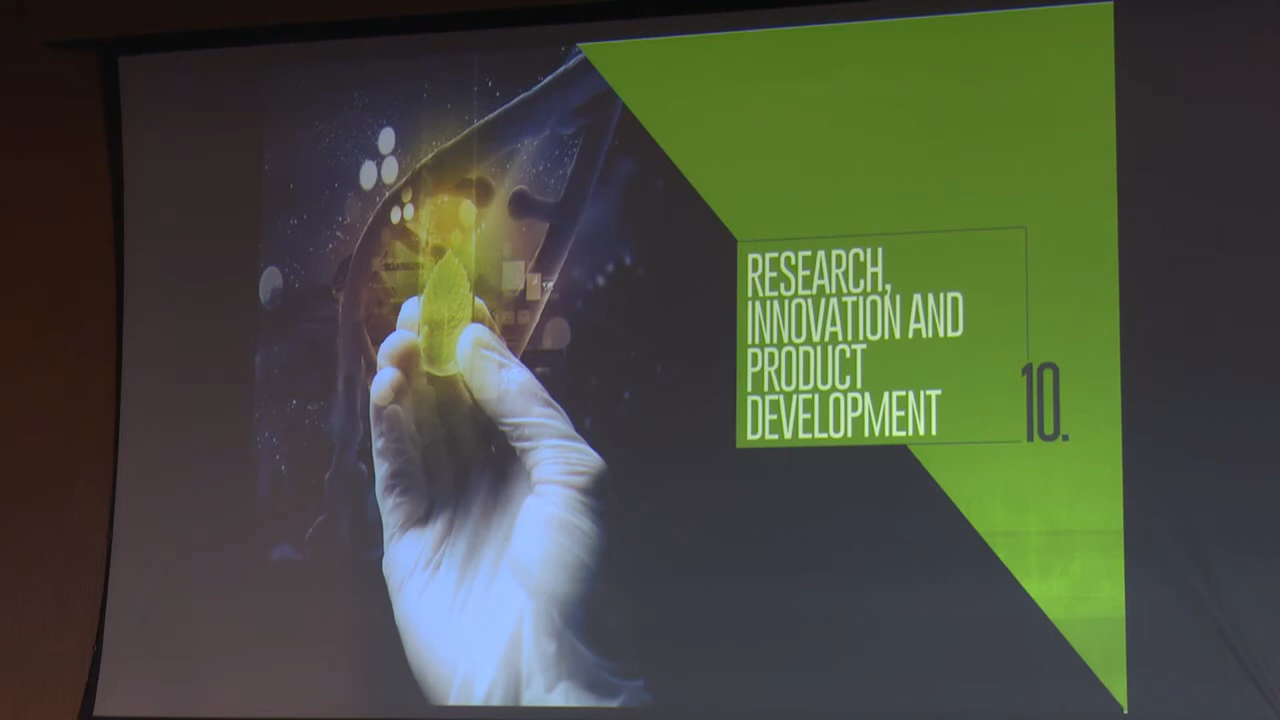 RESEARCH,
INNOVATION AND
PRODUCT
DEVELOPMENT
10.